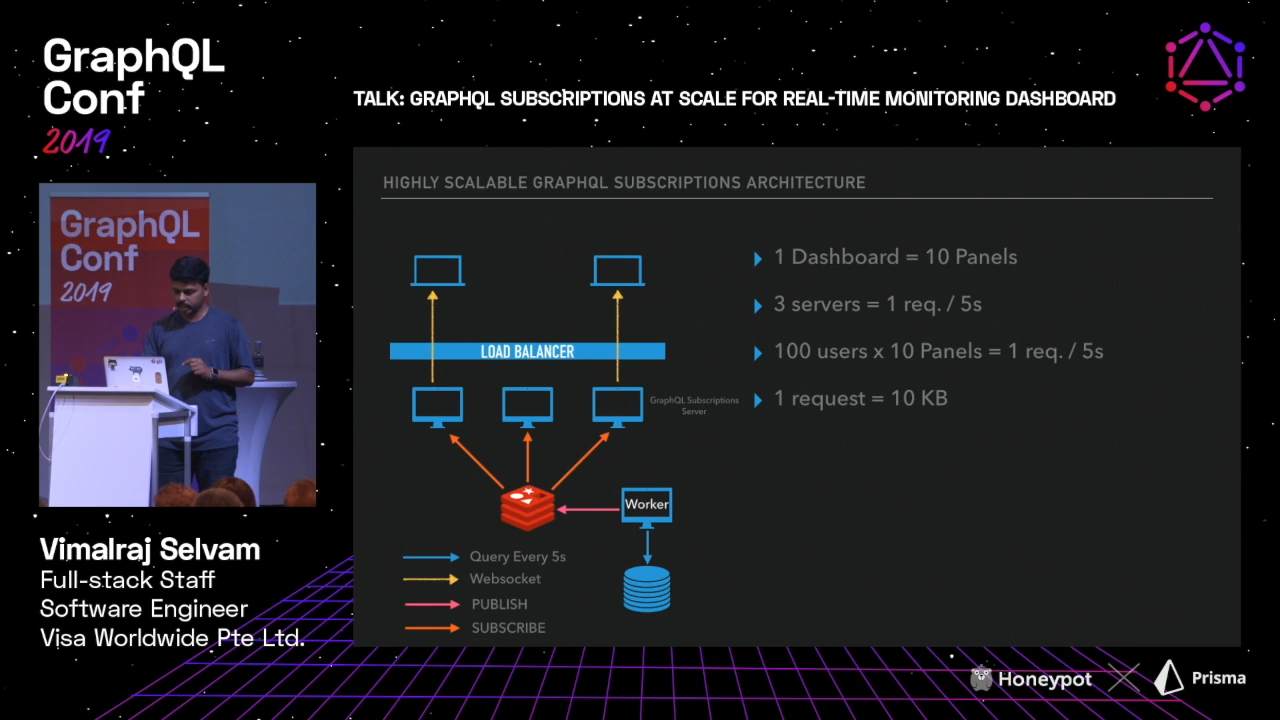 GraphQL
Conf
2019
TALK: GRAPHQL SUBSCRIPTIONS AT SCALE FOR REAL-TIME MONITORING DASHBOARD
GraphQL
Conf
2019
Vimalraj Selvam
Full-stack Staff
Software Engineer
Visa Worldwide Pte Ltd.
HIGHLY SCALABLE GRAPHQL SUBSCRIPTIONS ARCHITECTURE
LOAD BALANCER
GraphQL Subscriptions
Server
Worker
Query Every 5s
Websocket
PUBLISH
SUBSCRIBE
1 Dashboard = 10 Panels
3 servers = 1 req. / 5s
100 users x 10 Panels = 1 req. / 5s
1 request = 10 KB
Honeypot
Prisma